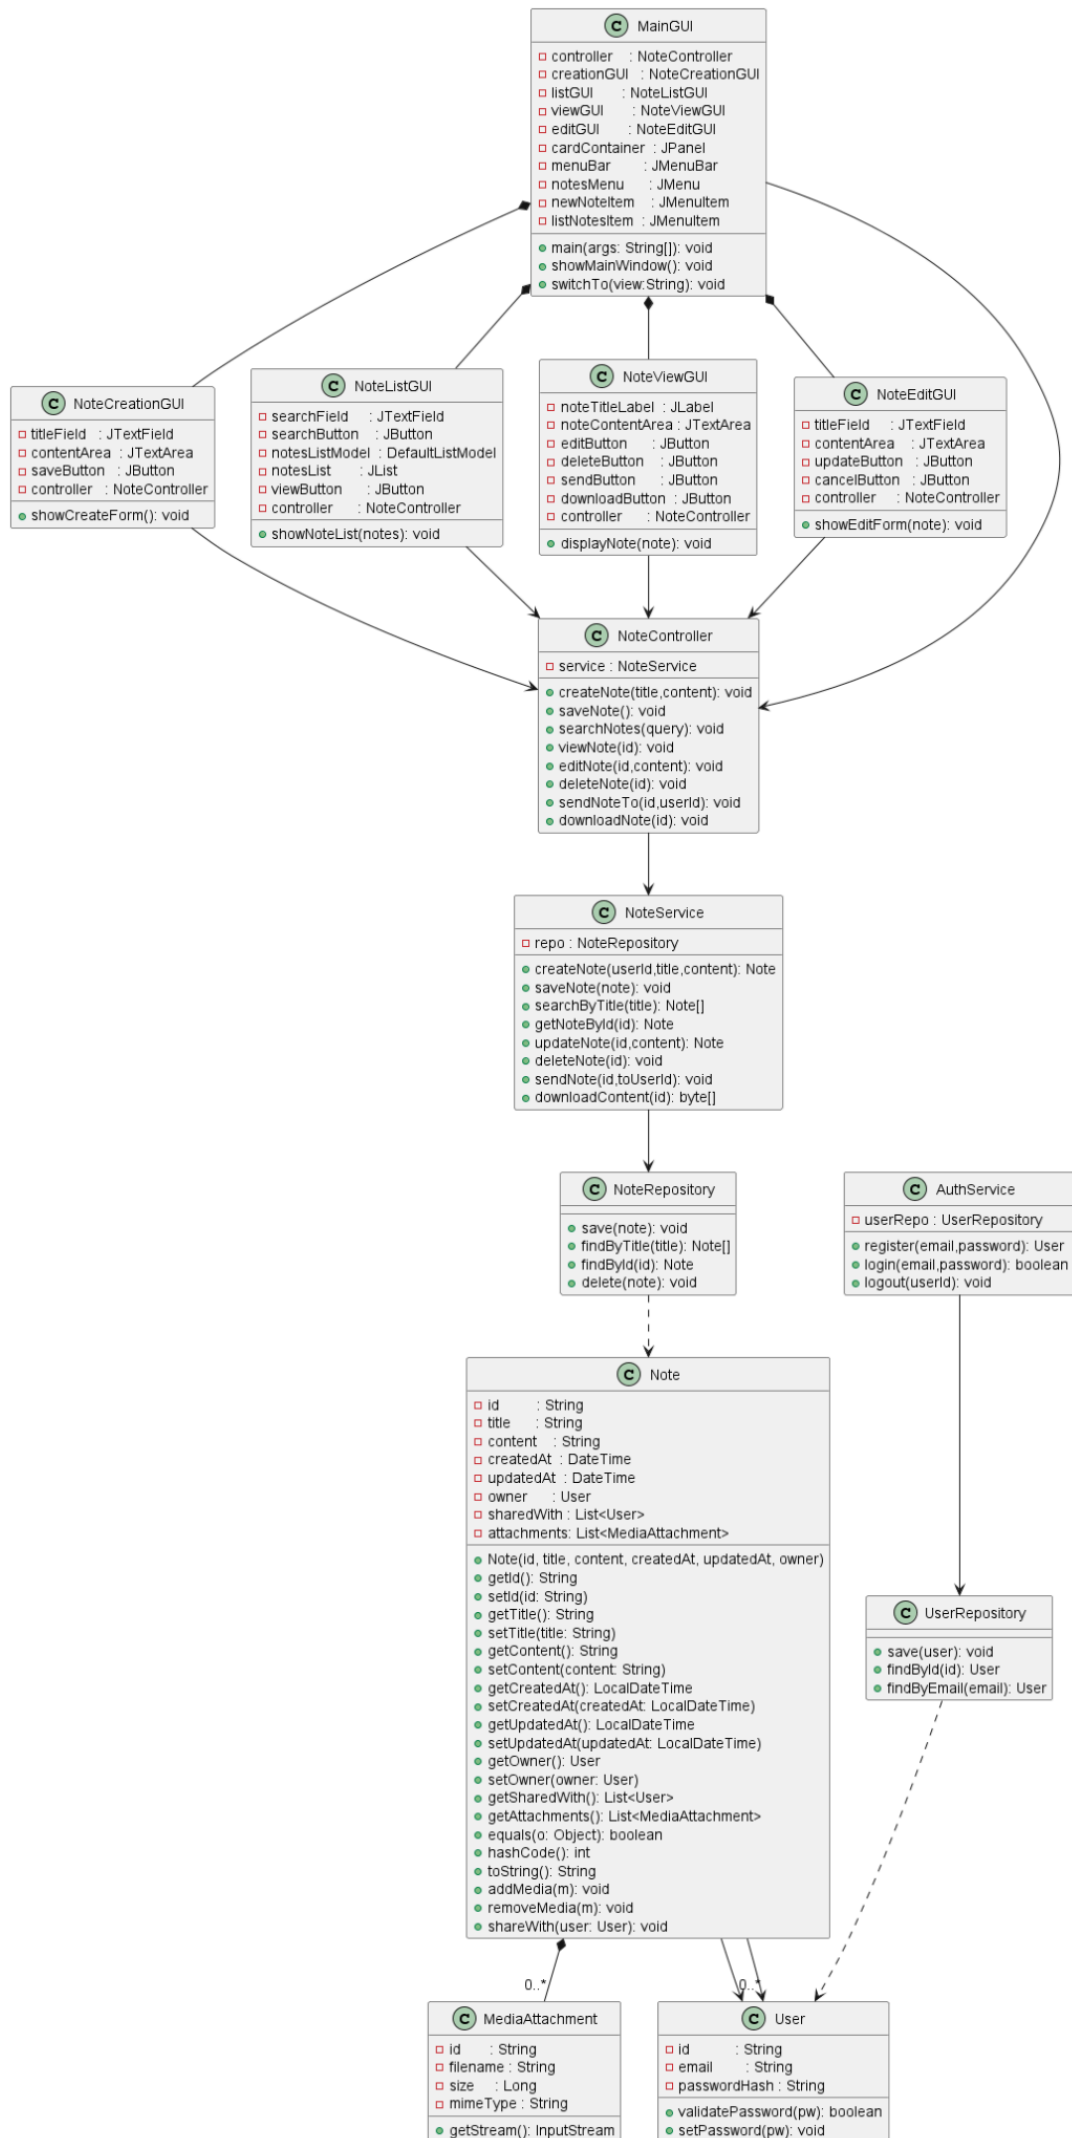 C MainGUI
controller : NoteController
creationGUI : NoteCreationGUI
listGUI : NoteListGUI
viewGUI : NoteViewGUI
editGUI : NoteEditGUI
cardContainer : JPanel
menuBar : JMenuBar
notesMenu : JMenu
newNoteItem : JMenuItem
listNotesItem : JMenuItem
main(args: String[]): void
showMainWindow(): void
switchTo(view:String): void
C NoteCreationGUI
titleField : JTextField
contentArea : JTextArea
saveButton : JButton
controller : NoteController
showCreateForm(): void
C NoteListGUI
searchField : JTextField
searchButton : JButton
notesListModel : DefaultListModel
notesList : JList
viewButton : JButton
controller : NoteController
showNoteList(notes): void
C NoteViewGUI
noteTitleLabel : JLabel
noteContentArea : JTextArea
editButton : JButton
deleteButton : JButton
sendButton : JButton
downloadButton : JButton
controller : NoteController
displayNote(note): void
C NoteEditGUI
titleField : JTextField
contentArea : JTextArea
updateButton : JButton
cancelButton : JButton
controller : NoteController
showEditForm(note): void
C NoteController
service : NoteService
createNote(title,content): void
saveNote(): void
searchNotes(query): void
viewNote(id): void
editNote(id,content): void
deleteNote(id): void
sendNoteTo(id,userId): void
downloadNote(id): void
C NoteService
repo : NoteRepository
createNote(userId,title,content): Note
saveNote(note): void
searchByTitle(title): Note[]
getNoteById(id): Note
updateNote(id,content): Note
deleteNote(id): void
sendNote(id,toUserId): void
downloadContent(id): byte[]
C NoteRepository
save(note): void
findByTitle(title): Note[]
findById(id): Note
delete(note): void
C AuthService
userRepo : UserRepository
register(email,password): User
login(email,password): boolean
logout(userId): void
C Note
id : String
title : String
content : String
createdAt : DateTime
updatedAt : DateTime
owner : User
sharedWith : List<User>
attachments: List<MediaAttachment>
Note(id, title, content, createdAt, updatedAt, owner)
getId(): String
setId(id: String)
getTitle(): String
setTitle(title: String)
getContent(): String
setContent(content: String)
getCreatedAt(): LocalDateTime
setCreatedAt(createdAt: LocalDateTime)
getUpdatedAt(): LocalDateTime
setUpdatedAt(updatedAt: LocalDateTime)
getOwner(): User
setOwner(owner: User)
getSharedWith(): List<User>
getAttachments(): List<MediaAttachment>
equals(o: Object): boolean
hashCode(): int
toString(): String
addMedia(m): void
removeMedia(m): void
shareWith(user: User): void
C UserRepository
save(user): void
findById(id): User
findByEmail(email): User
0..*
0..*
C MediaAttachment
id : String
filename : String
size : Long
mimeType : String
getStream(): InputStream
C User
id : String
email : String
passwordHash : String
validatePassword(pw): boolean
setPassword(pw): void